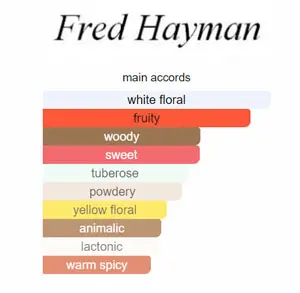 Fred Hayman
main accords
white floral
fruity
woody
sweet
tuberose
powdery
yellow floral
animalic
lactonic
warm spicy